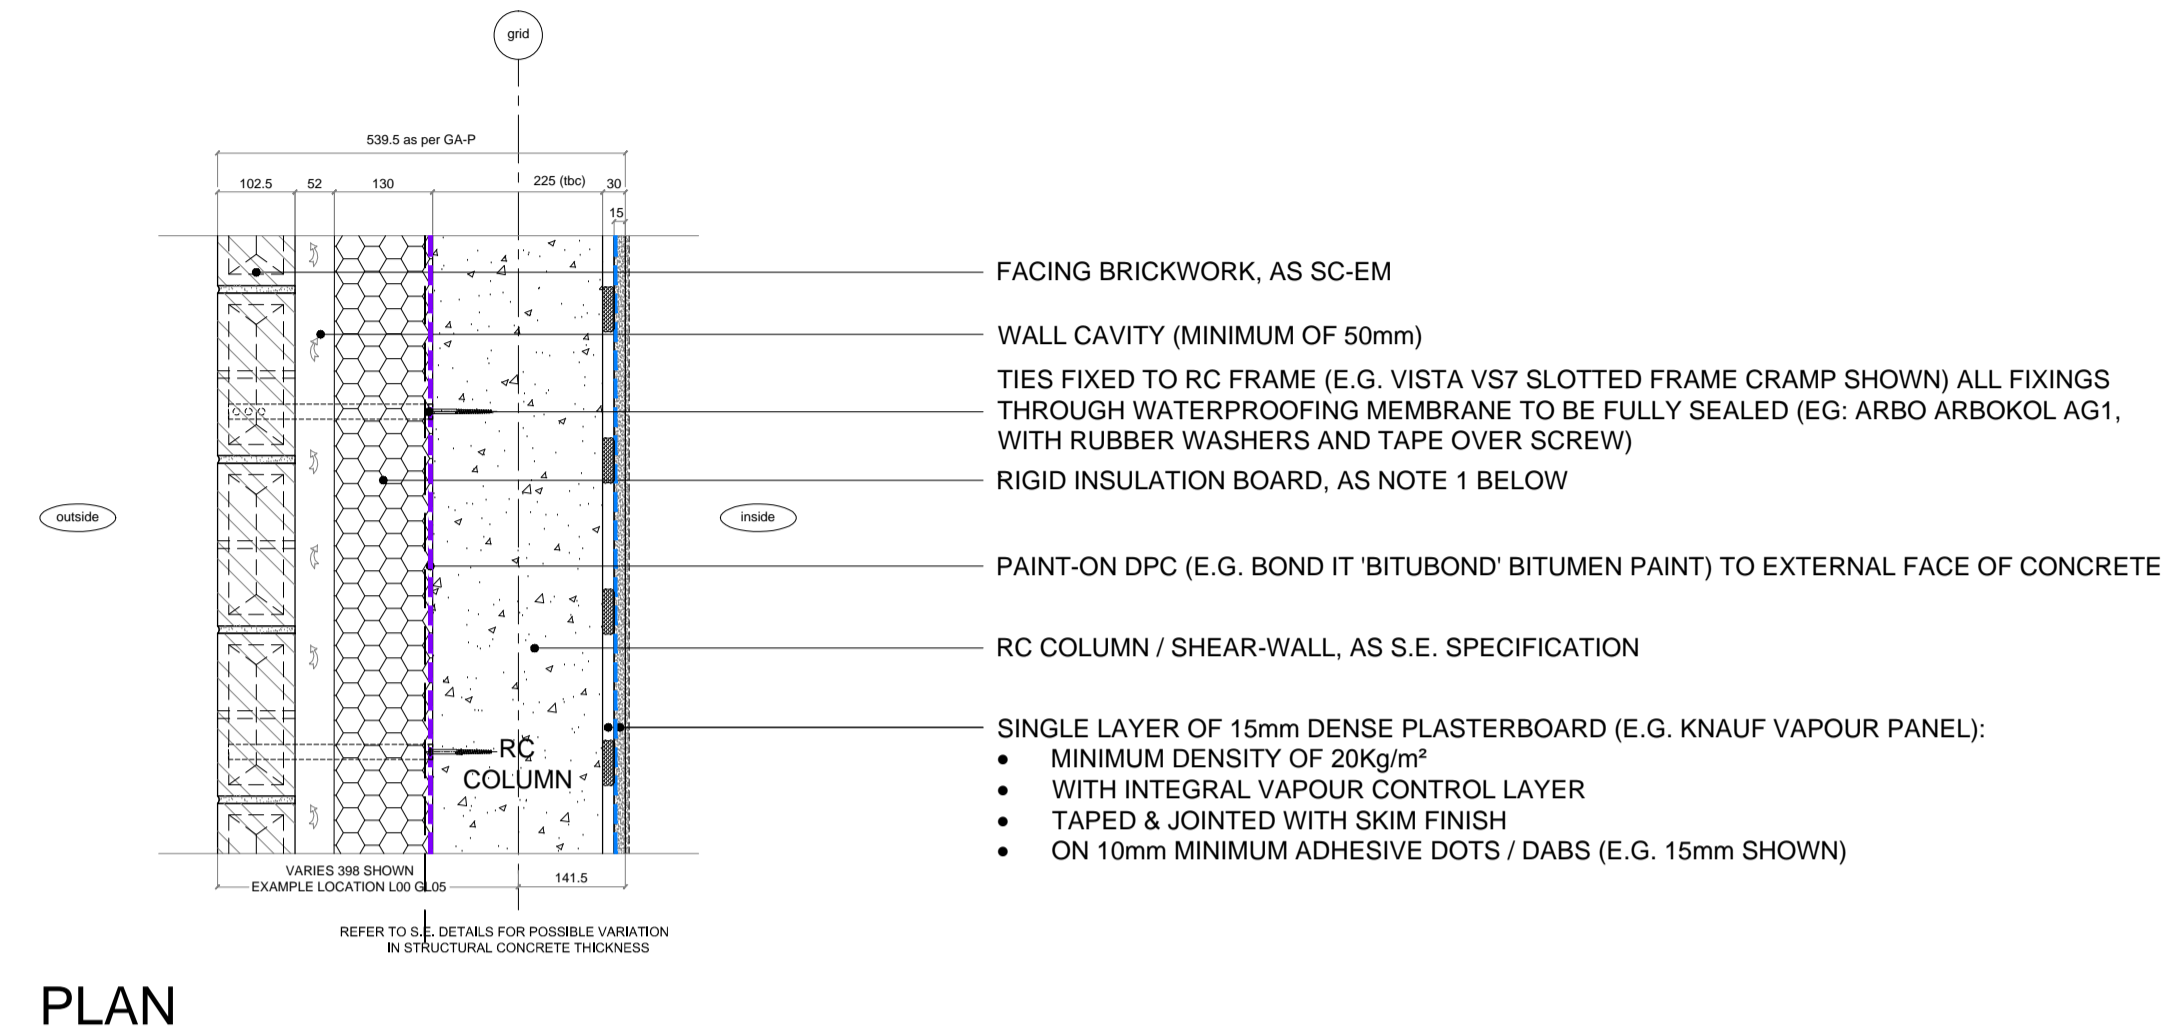 grid
539.5 as per GA-P
102.5 52 130 225 (tbc) 30
15
FACING BRICKWORK, AS SC-EM
WALL CAVITY (MINIMUM OF 50mm)
TIES FIXED TO RC FRAME (E.G. VISTA VS7 SLOTTED FRAME CRAMP SHOWN) ALL FIXINGS
THROUGH WATERPROOFING MEMBRANE TO BE FULLY SEALED (EG: ARBO ARBOKOL AG1,
WITH RUBBER WASHERS AND TAPE OVER SCREW)
RIGID INSULATION BOARD, AS NOTE 1 BELOW
outside
inside
PAINT-ON DPC (E.G. BOND IT 'BITUBOND' BITUMEN PAINT) TO EXTERNAL FACE OF CONCRETE
RC COLUMN / SHEAR-WALL, AS S.E. SPECIFICATION
SINGLE LAYER OF 15mm DENSE PLASTERBOARD (E.G. KNAUF VAPOUR PANEL):
• MINIMUM DENSITY OF 20Kg/m²
• WITH INTEGRAL VAPOUR CONTROL LAYER
• TAPED & JOINTED WITH SKIM FINISH
• ON 10mm MINIMUM ADHESIVE DOTS / DABS (E.G. 15mm SHOWN)
RC
COLUMN
VARIES 398 SHOWN
EXAMPLE LOCATION L00 GL05
141.5
REFER TO S.E. DETAILS FOR POSSIBLE VARIATION
IN STRUCTURAL CONCRETE THICKNESS
PLAN